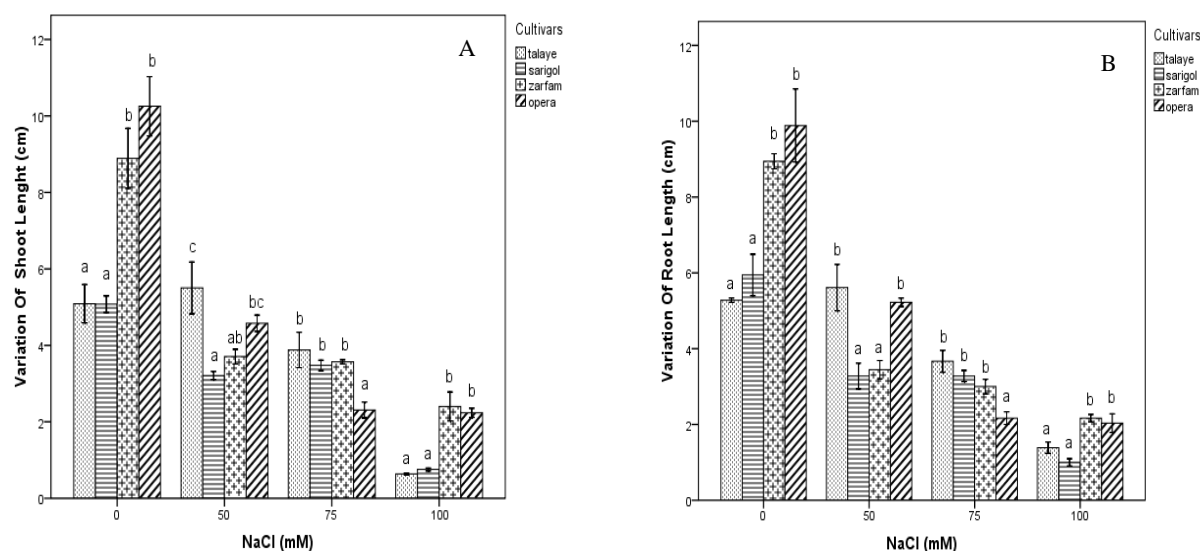 A
Cultivars
talaye
sarigol
zarfam
opera
Variation Of Shoot Lenght (cm)
12
10
8
6
4
2
0
a
a
b
b
c
a
ab
bc
b
b
b
a
a
a
b
b
0
50
75
100
NaCl (mM)
B
Cultivars
talaye
sarigol
zarfam
opera
Variation Of Root Length (cm)
12
10
8
6
4
2
0
a
a
b
b
b
a
a
b
b
b
b
a
a
a
b
b
0
50
75
100
NaCl (mM)